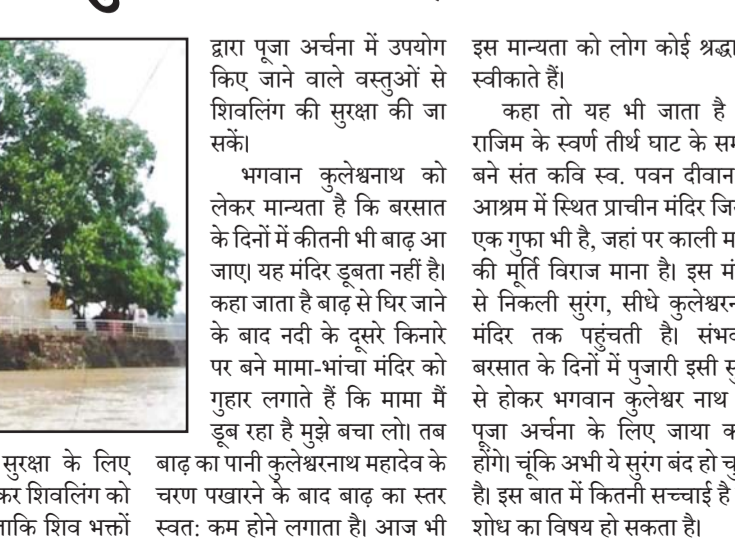 सुरक्षा के लिए
कर शिवलिंग को
ताकि शिव भक्तों
द्वारा पूजा अर्चना में उपयोग
किए जाने वाले वस्तुओं से
शिवलिंग की सुरक्षा की जा
सकें।
भगवान कुलेश्वनाथ को
लेकर मान्यता है कि बरसात
के दिनों में कीतनी भी बाढ़ आ
जाए। यह मंदिर डूबता नहीं है।
कहा जाता है बाढ़ से घिर जाने
के बाद नदी के दूसरे किनारे
पर बने मामा-भांचा मंदिर को
गुहार लगाते हैं कि मामा मैं
डूब रहा है मुझे बचा लो। तब
बाढ़ का पानी कुलेश्वरनाथ महादेव के
चरण पखारने के बाद बाढ़ का स्तर
स्वत: कम होने लगाता है। आज भी
इस मान्यता को लोग कोई श्रद्धा
स्वीकाते हैं।
कहा तो यह भी जाता है
राजिम के स्वर्ण तीर्थ घाट के
बने संत कवि स्व. पवन दीवान
आश्रम में स्थित प्राचीन मंदिर
एक गुफा भी है, जहां पर काली
की मूर्ति विराज माना है। इस
से निकली सुरंग, सीधे
मंदिर तक पहुंचती है।
बरसात के दिनों में पुजारी इसी
से होकर भगवान कुलेश्वर नाथ
पूजा अर्चना के लिए जाया
होंगे। चूंकि अभी ये सुरंग बंद हो
है। इस बात में कितनी सच्चाई है
शोध का विषय हो सकता है।